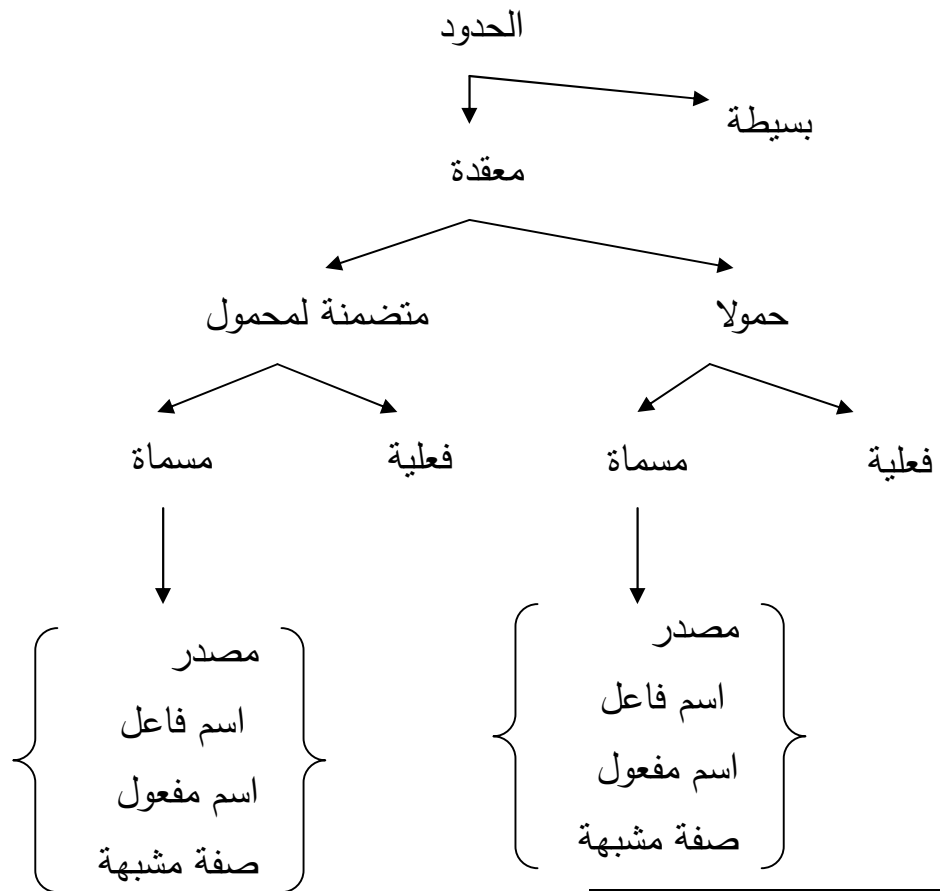 الحدود
بسيطة
معقدة
حمولا
متضمنة لمحمول
فعلية
مسماة
فعلية
مسماة
مصدر
اسم فاعل
اسم مفعول
صفة مشبهة
مصدر
اسم فاعل
اسم مفعول
صفة مشبهة